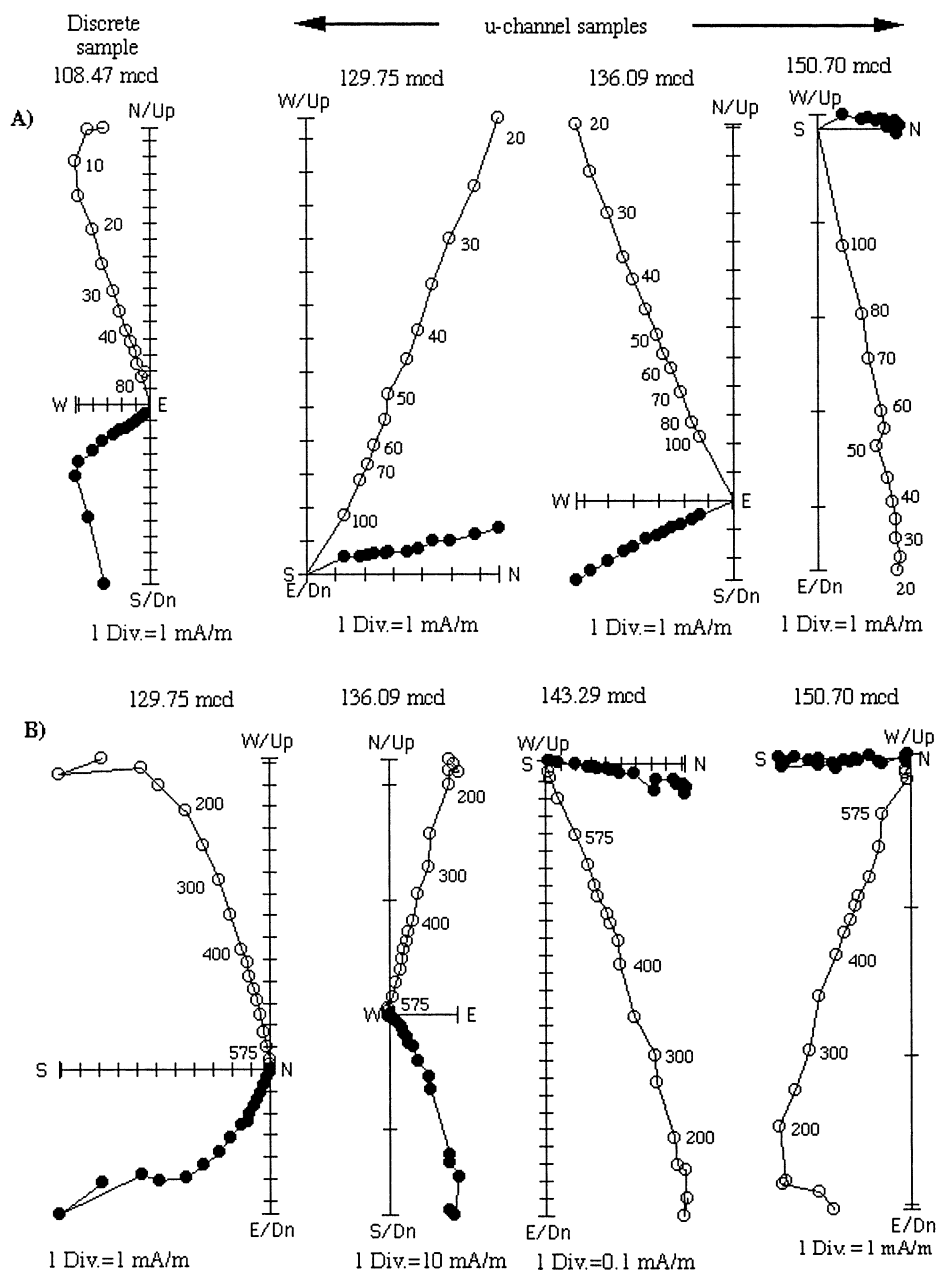 Discrete
sample
108.47 mcd
u-channel samples
129.75 mcd
136.09 mcd
150.70 mcd
A)
N/Up
10
20
30
40
80
W
E
S/Dn
1 Div.=1 mA/m
W/Up
20
30
40
50
60
70
100
S
N
E/Dn
1 Div.=1 mA/m
N/Up
20
30
40
50
60
70
80
100
W
E
S/Dn
1 Div.=1 mA/m
W/Up
S
N
100
80
70
60
50
40
30
20
E/Dn
1 Div.=1 mA/m
B)
129.75 mcd
W/Up
200
300
400
575
S
N
E/Dn
1 Div.=1 mA/m
136.09 mcd
N/Up
200
300
400
575
W
E
S/Dn
1 Div.=10 mA/m
143.29 mcd
W/Up
S
N
575
400
300
200
E/Dn
1 Div.=0.1 mA/m
150.70 mcd
W/Up
S
N
575
400
300
200
E/Dn
1 Div.=1 mA/m